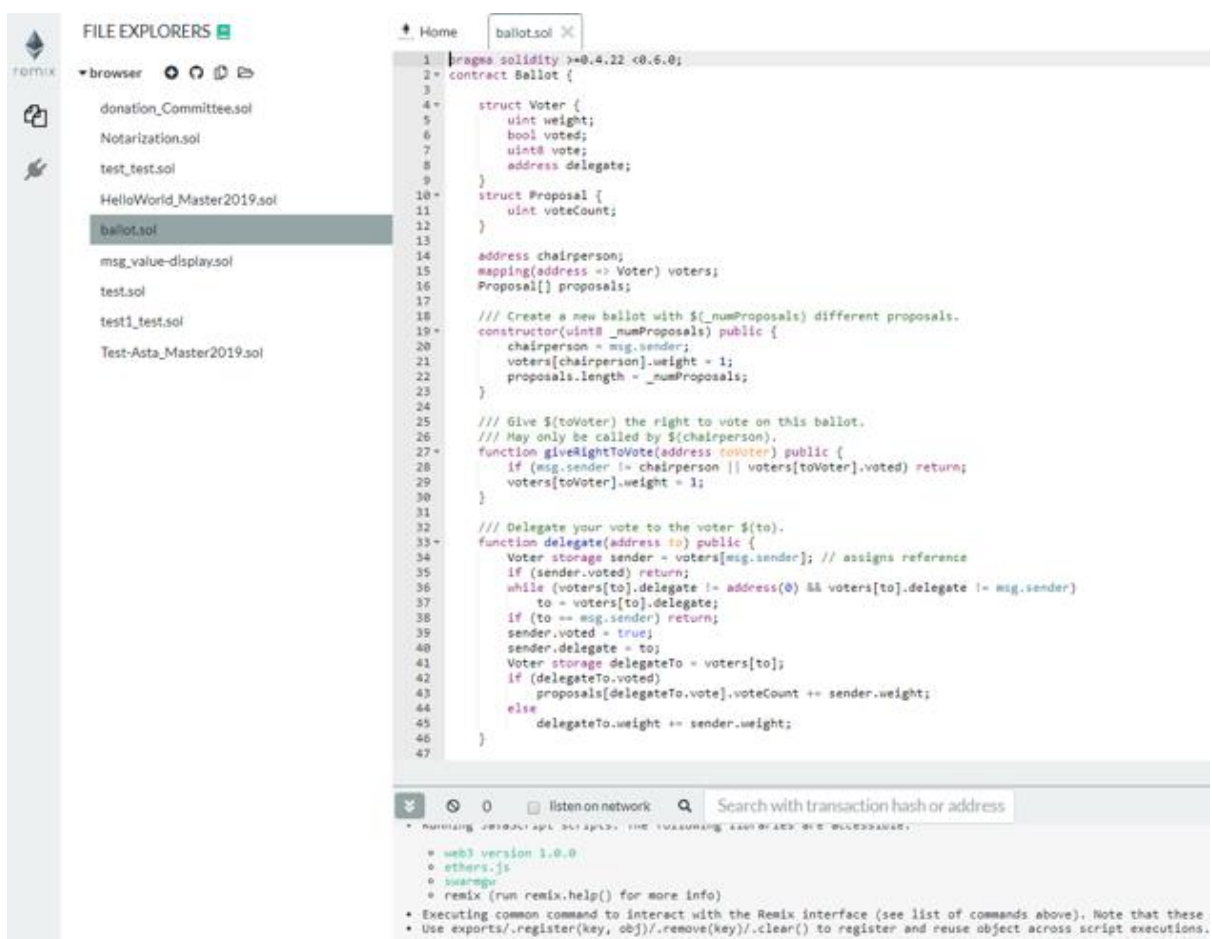 remix
FILE EXPLORERS
browser
donation_Committee.sol
Notarization.sol
test_test.sol
HelloWorld_Master2019.sol
ballot.sol
msg_value-display.sol
test.sol
test1_test.sol
Test-Asta_Master2019.sol
Home
ballot.sol
1 pragma solidity >=0.4.22 <0.6.0;
2 contract Ballot {
3
4 struct Voter {
5 uint weight;
6 bool voted;
7 uint8 vote;
8 address delegate;
9 }
10 struct Proposal {
11 uint voteCount;
12 }
13
14 address chairperson;
15 mapping(address => Voter) voters;
16 Proposal[] proposals;
17
18 /// Create a new ballot with $(_numProposals) different proposals.
19 constructor(uint8 _numProposals) public {
20 chairperson = msg.sender;
21 voters[chairperson].weight = 1;
22 proposals.length = _numProposals;
23 }
24
25 /// Give $(toVoter) the right to vote on this ballot.
26 /// May only be called by $(chairperson).
27 function giveRightToVote(address toVoter) public {
28 if (msg.sender != chairperson || voters[toVoter].voted) return;
29 voters[toVoter].weight = 1;
30 }
31
32 /// Delegate your vote to the voter $(to).
33 function delegate(address to) public {
34 Voter storage sender = voters[msg.sender]; // assigns reference
35 if (sender.voted) return;
36 while (voters[to].delegate != address(0) && voters[to].delegate != msg.sender)
37 to = voters[to].delegate;
38 if (to == msg.sender) return;
39 sender.voted = true;
40 sender.delegate = to;
41 Voter storage delegateTo = voters[to];
42 if (delegateTo.voted)
43 proposals[delegateTo.vote].voteCount += sender.weight;
44 else
45 delegateTo.weight += sender.weight;
46 }
47
0 listen on network Search with transaction hash or address
Running JavaScript scripts. The following libraries are accessible:
web3 version 1.0.0
ethers.js
swarmgw
remix (run remix.help() for more info)
Executing common command to interact with the Remix interface (see list of commands above). Note that these
Use exports/.register(key, obj)/.remove(key)/.clear() to register and reuse object across script executions.